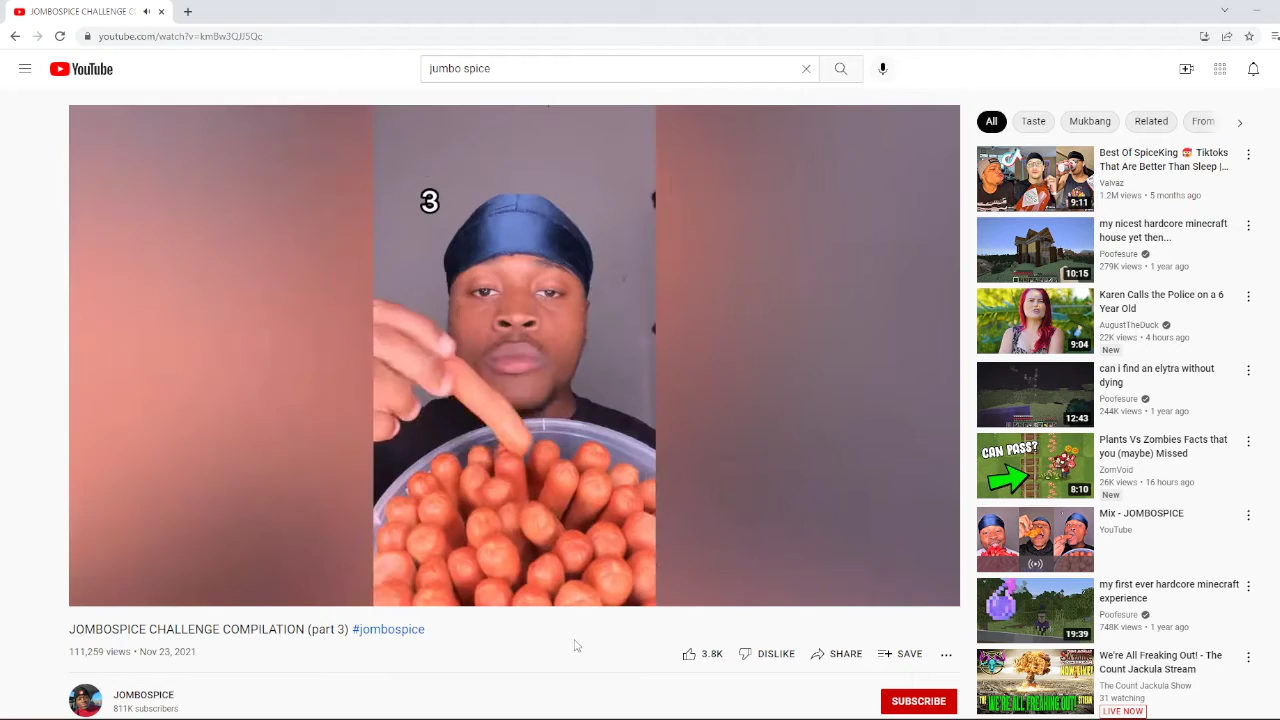 JOMBOSPICE CHALLENGE C
youtube.com/watch?v=km8w3QJJ5Qc
YouTube
jumbo spice
3
JOMBOSPICE CHALLENGE COMPILATION (part 3) #jombospice
111,259 views • Nov 23, 2021
3.8K
DISLIKE
SHARE
SAVE
JOMBOSPICE
811K subscribers
SUBSCRIBE
All
Taste
Mukbang
Related
From
Best Of SpiceKing 🥵 Tiktoks
That Are Better Than Sleep |...
Vaivaz
1.2M views • 5 months ago
9:11
my nicest hardcore minecraft
house yet then...
Poofesure
279K views • 1 year ago
10:15
Karen Calls the Police on a 6
Year Old
AugustTheDuck
22K views • 4 hours ago
New
9:04
can i find an elytra without
dying
Poofesure
244K views • 1 year ago
12:43
CAN PASS?
Plants Vs Zombies Facts that
you (maybe) Missed
ZomVoid
26K views • 16 hours ago
New
8:10
Mix - JOMBOSPICE
YouTube
my first ever hardcore minecraft
experience
Poofesure
748K views • 1 year ago
19:39
We're All Freaking Out! - The
Count Jackula Stream
The Count Jackula Show
31 watching
LIVE NOW
WE'RE ALL FREAKING OUT!